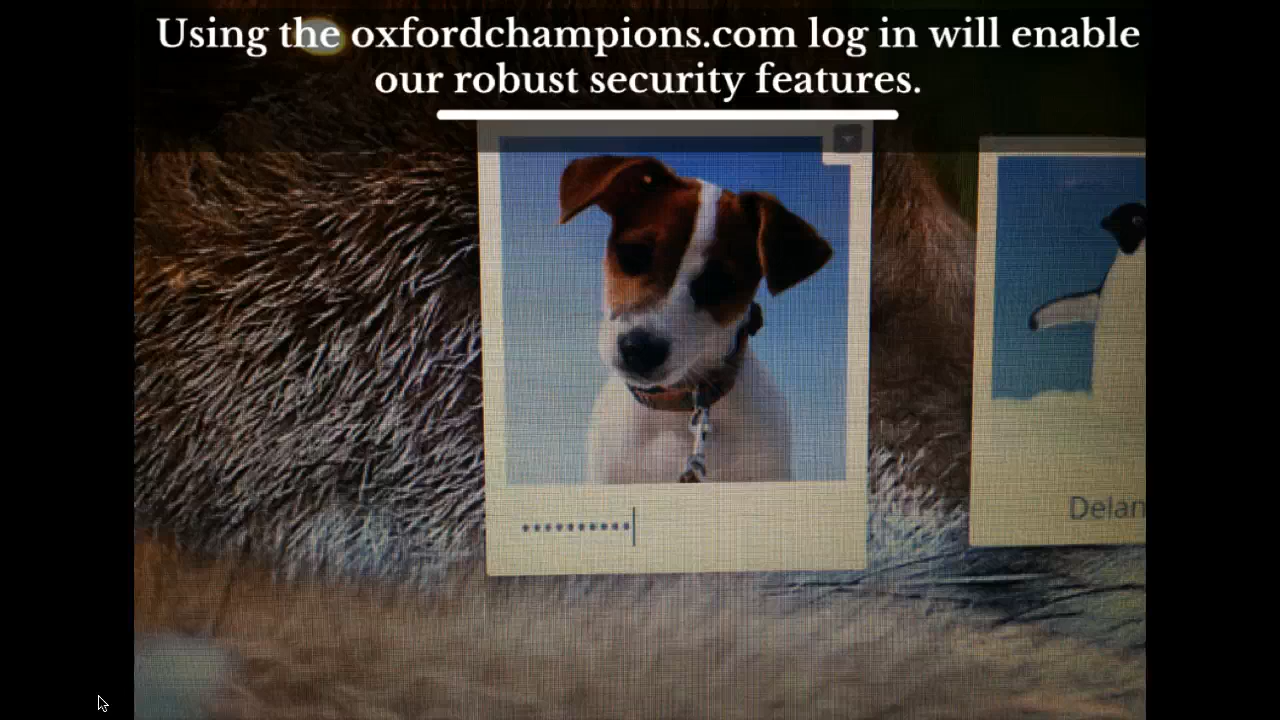 Using the oxfordchampions.com log in will enable
our robust security features.
••••••••••
Delan